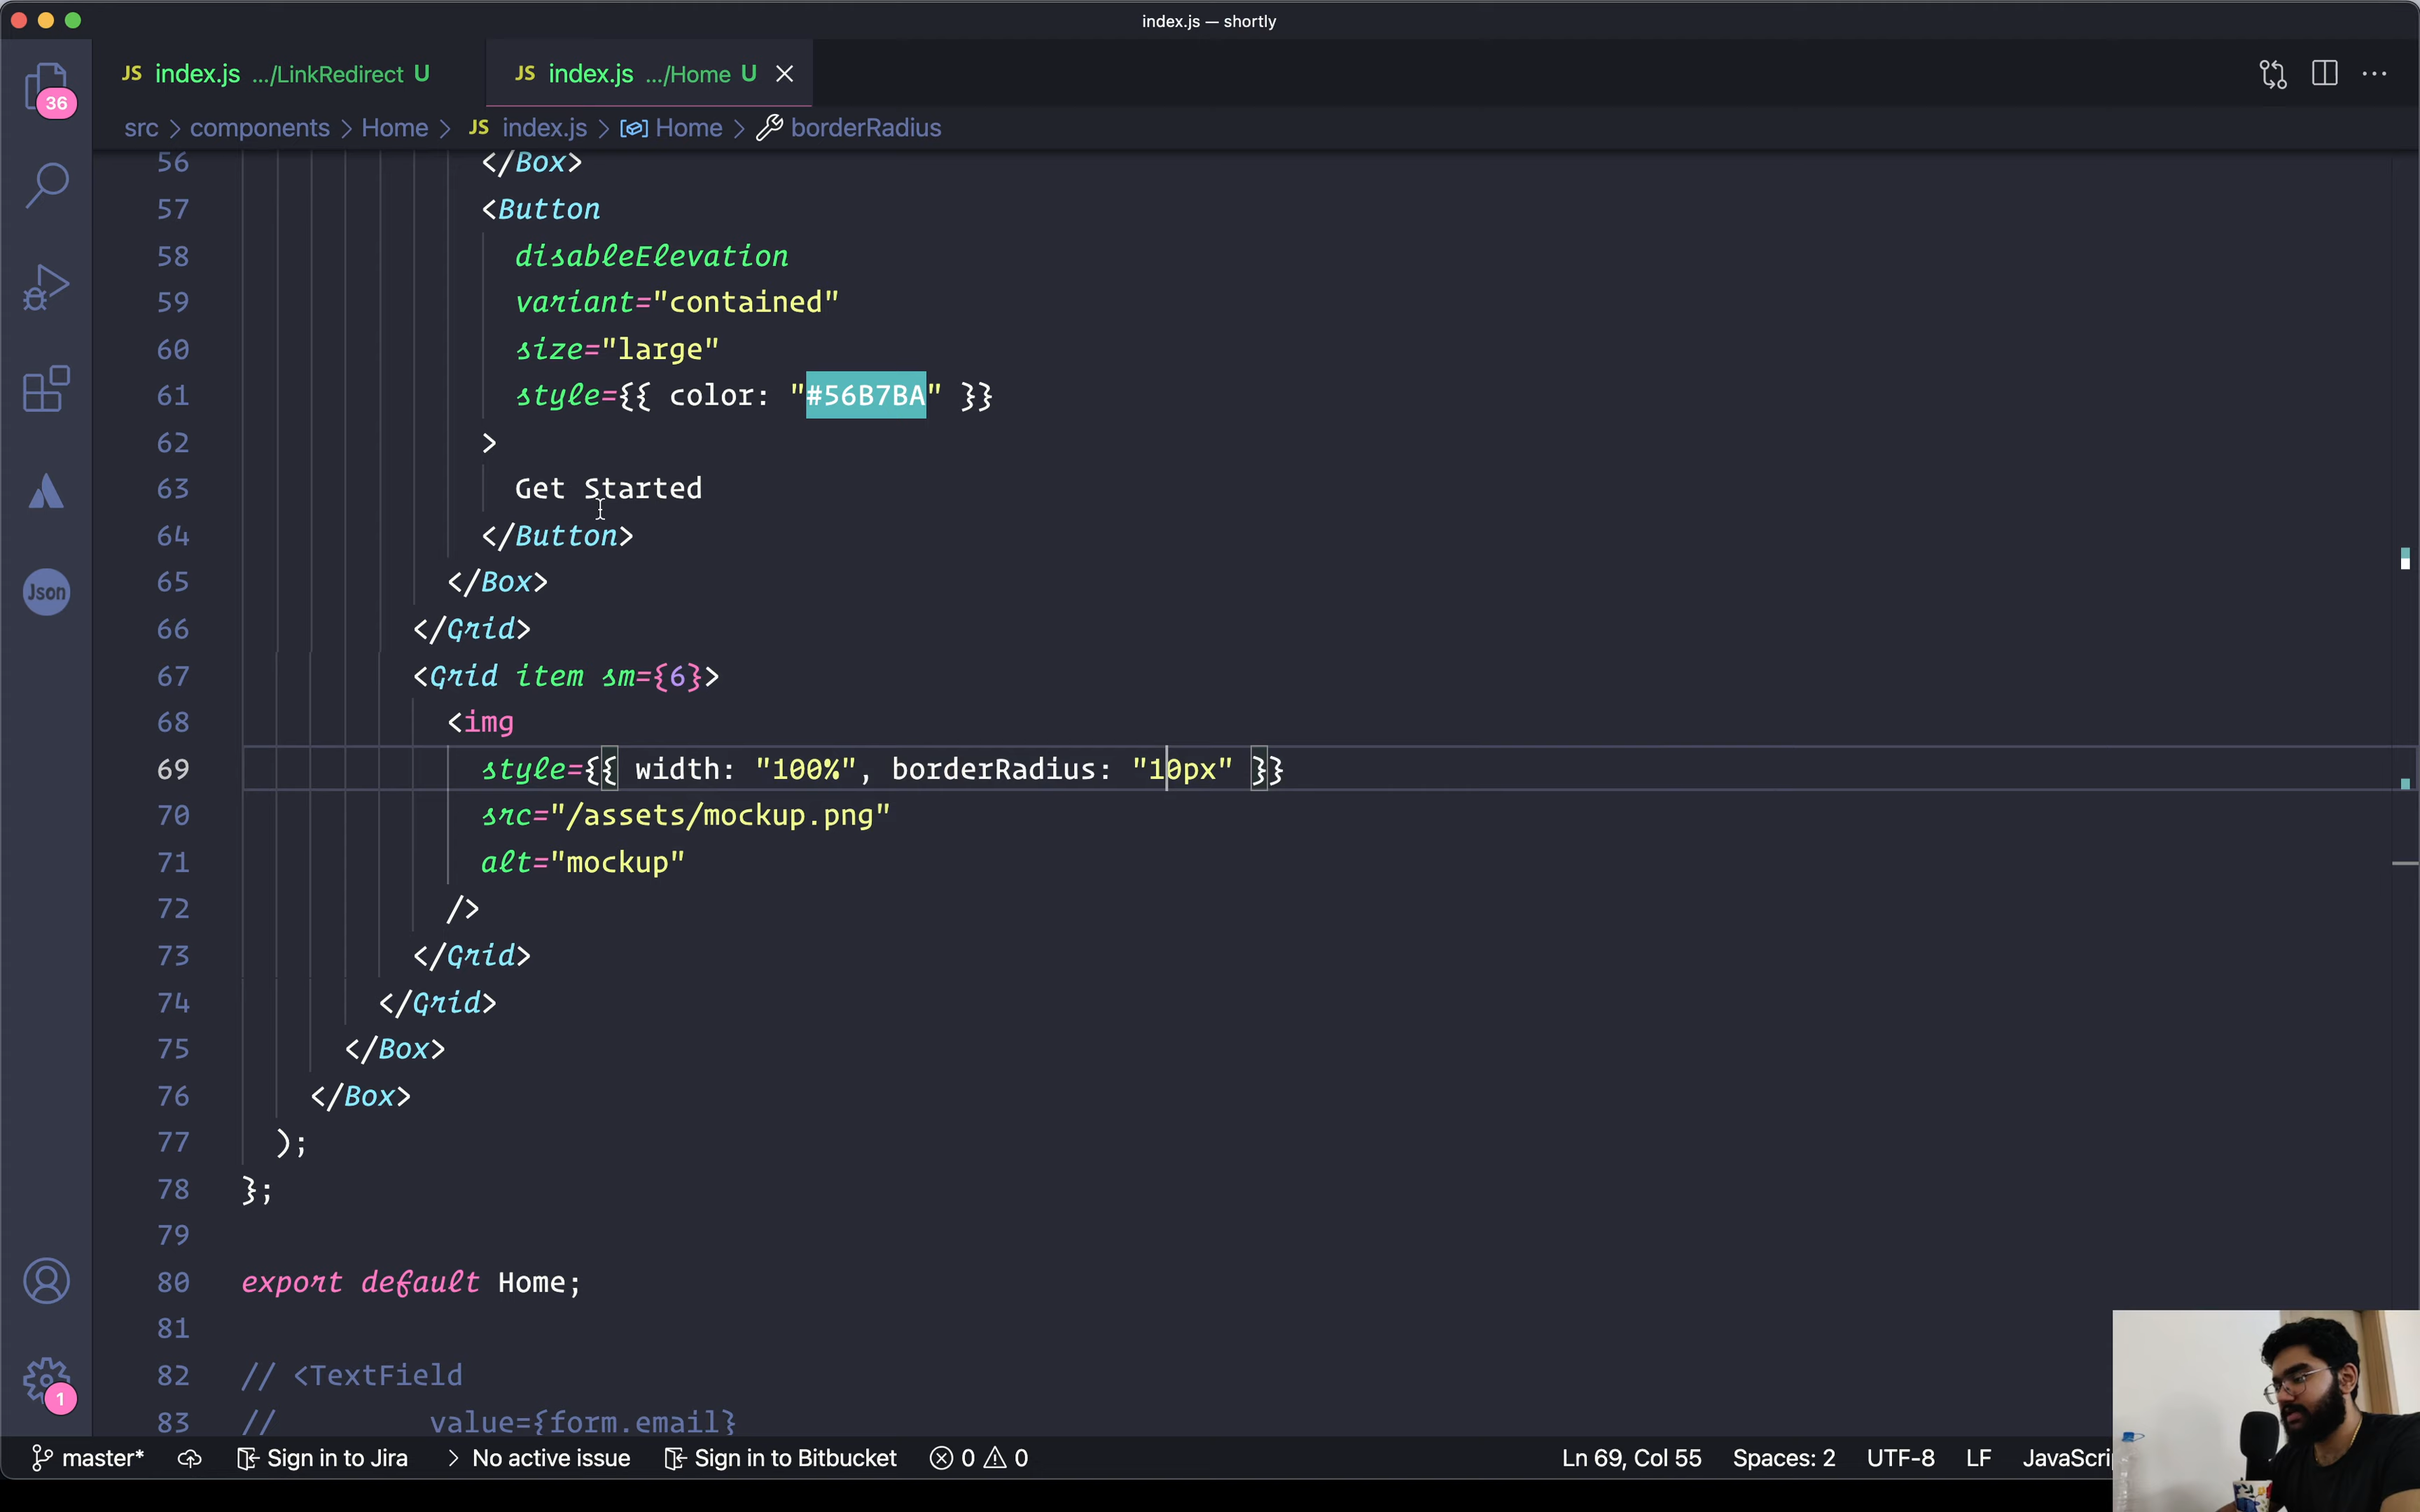 index.js — shortly
JS index.js .../LinkRedirect U
JS index.js .../Home U
36
src > components > Home > JS index.js > Home > borderRadius
56 </Box>
57 <Button
58 disableElevation
59 variant="contained"
60 size="large"
61 style={{ color: "#56B7BA" }}
62 >
63 Get Started
64 </Button>
65 </Box>
66 </Grid>
67 <Grid item sm={6}>
68 <img
69 style={{ width: "100%", borderRadius: "10px" }}
70 src="/assets/mockup.png"
71 alt="mockup"
72 />
73 </Grid>
74 </Grid>
75 </Box>
76 </Box>
77 );
78 };
79
80 export default Home;
81
82 // <TextField
83 // value={form.email}
Json
1
master* Sign in to Jira > No active issue Sign in to Bitbucket 0 0 Ln 69, Col 55 Spaces: 2 UTF-8 LF JavaScri